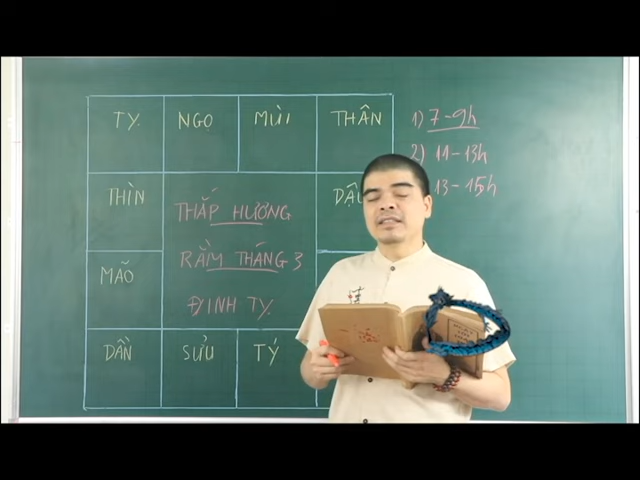 TỴ NGỌ MÙI THÂN
1) 7-9h
2) 11-13h
13-15h
THÌN
THẮP HƯƠNG
RẰM THÁNG 3
ĐINH TỴ
MÃO
DẦN SỬU TÝ